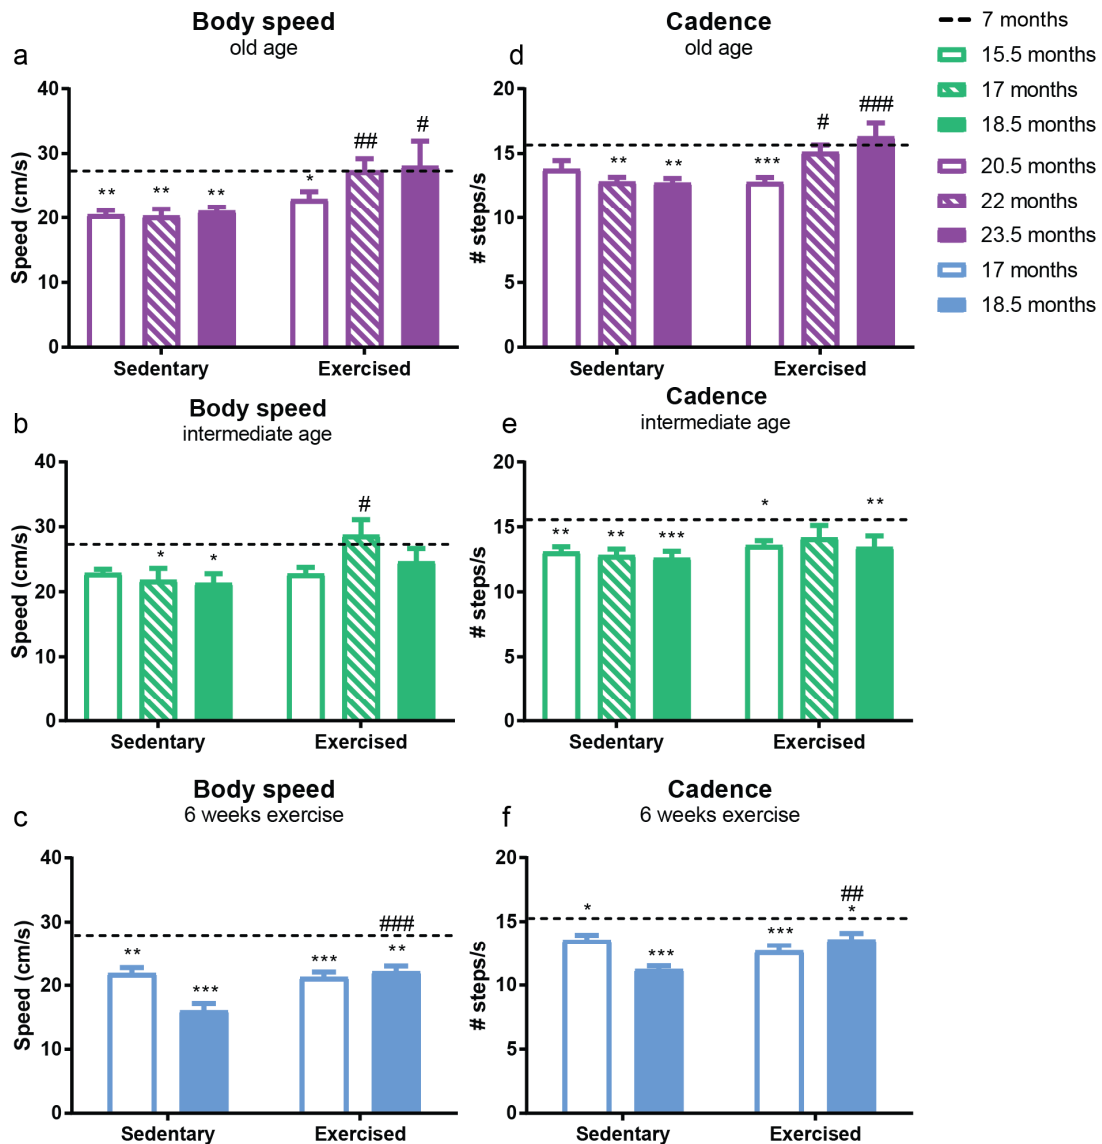 a
Body speed
old age
Speed (cm/s)
40
30
20
10
0
**
**
**
*
##
#
Sedentary
Exercised
d
Cadence
old age
# steps/s
20
15
10
5
0
**
**
***
#
###
Sedentary
Exercised
7 months
15.5 months
17 months
18.5 months
20.5 months
22 months
23.5 months
17 months
18.5 months
b
Body speed
intermediate age
Speed (cm/s)
40
30
20
10
0
*
*
#
Sedentary
Exercised
e
Cadence
intermediate age
# steps/s
20
15
10
5
0
**
**
***
*
**
Sedentary
Exercised
c
Body speed
6 weeks exercise
Speed (cm/s)
40
30
20
10
0
**
***
***
###
**
Sedentary
Exercised
f
Cadence
6 weeks exercise
# steps/s
20
15
10
5
0
*
***
***
##
*
Sedentary
Exercised